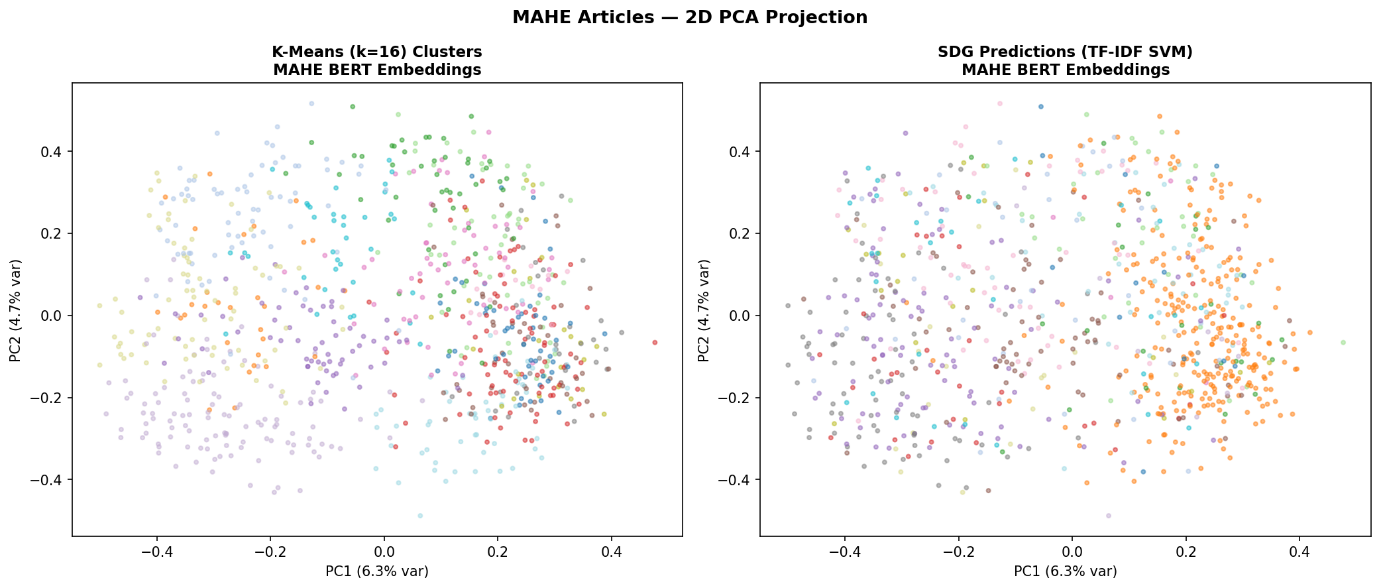 MAHE Articles — 2D PCA Projection
K-Means (k=16) Clusters
MAHE BERT Embeddings
0.4
0.2
0.0
−0.2
−0.4
PC2 (4.7% var)
−0.4
−0.2
0.0
0.2
0.4
PC1 (6.3% var)
SDG Predictions (TF-IDF SVM)
MAHE BERT Embeddings
0.4
0.2
0.0
−0.2
−0.4
PC2 (4.7% var)
−0.4
−0.2
0.0
0.2
0.4
PC1 (6.3% var)